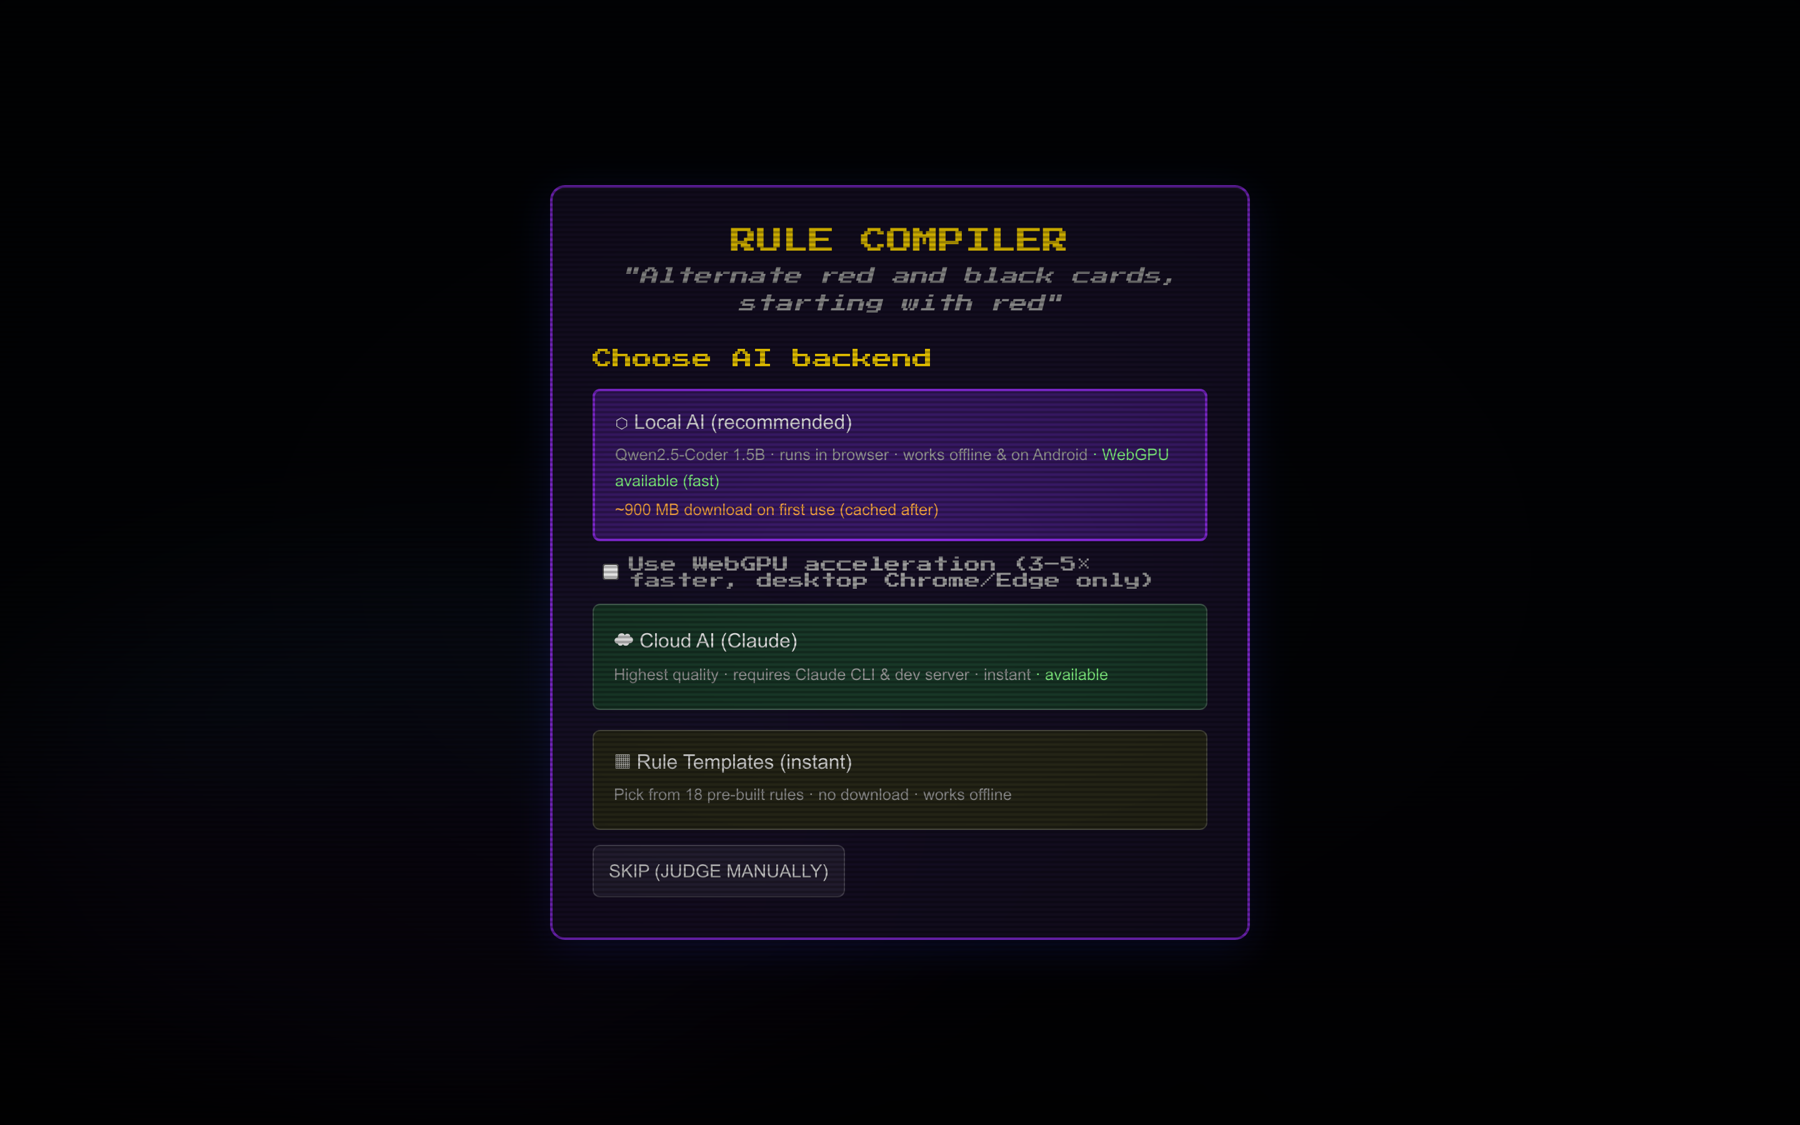 RULE COMPILER
"Alternate red and black cards,
starting with red"
Choose AI backend
Local AI (recommended)
Qwen2.5-Coder 1.5B · runs in browser · works offline & on Android · WebGPU
available (fast)
~900 MB download on first use (cached after)
Use WebGPU acceleration (3–5×
faster, desktop Chrome/Edge only)
Cloud AI (Claude)
Highest quality · requires Claude CLI & dev server · instant · available
Rule Templates (instant)
Pick from 18 pre-built rules · no download · works offline
SKIP (JUDGE MANUALLY)